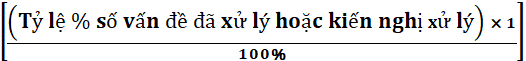 [(Tỷ lệ % số vấn đề đã xử lý hoặc kiến nghị xử lý) × 1]
100%